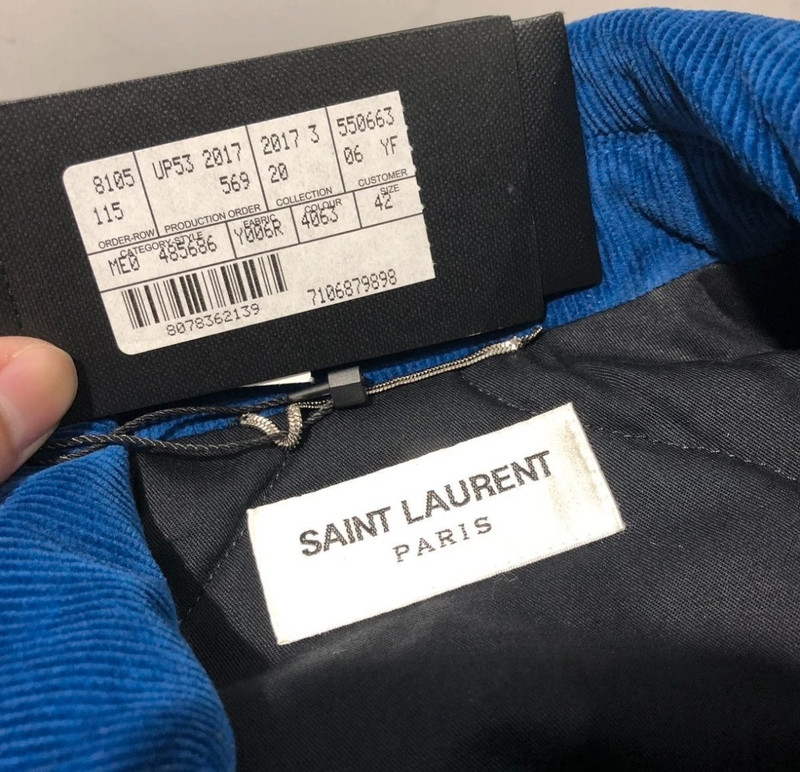 8105 UP53 2017 2017 3 550663
115 569 20 06 YF
ORDER-ROW PRODUCTION ORDER COLLECTION CUSTOMER
CATEGORY-STYLE FABRIC COLOUR SIZE
ME0 485686 Y006R 4063 42
8078362139 7106879898
SAINT LAURENT
PARIS